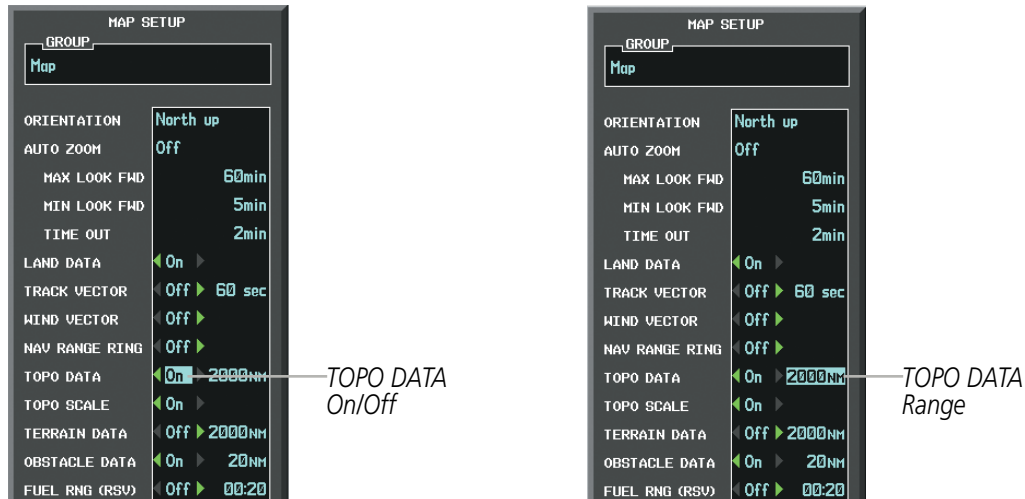 MAP SETUP
GROUP
Map
ORIENTATION North up
AUTO ZOOM Off
MAX LOOK FWD 60min
MIN LOOK FWD 5min
TIME OUT 2min
LAND DATA On
TRACK VECTOR Off 60 sec
WIND VECTOR Off
NAV RANGE RING Off
TOPO DATA On 2000NM
TOPO SCALE On
TERRAIN DATA Off 2000NM
OBSTACLE DATA On 20NM
FUEL RNG (RSV) Off 00:20
TOPO DATA
On/Off
MAP SETUP
GROUP
Map
ORIENTATION North up
AUTO ZOOM Off
MAX LOOK FWD 60min
MIN LOOK FWD 5min
TIME OUT 2min
LAND DATA On
TRACK VECTOR Off 60 sec
WIND VECTOR Off
NAV RANGE RING Off
TOPO DATA On 2000NM
TOPO SCALE On
TERRAIN DATA Off 2000NM
OBSTACLE DATA On 20NM
FUEL RNG (RSV) Off 00:20
TOPO DATA
Range